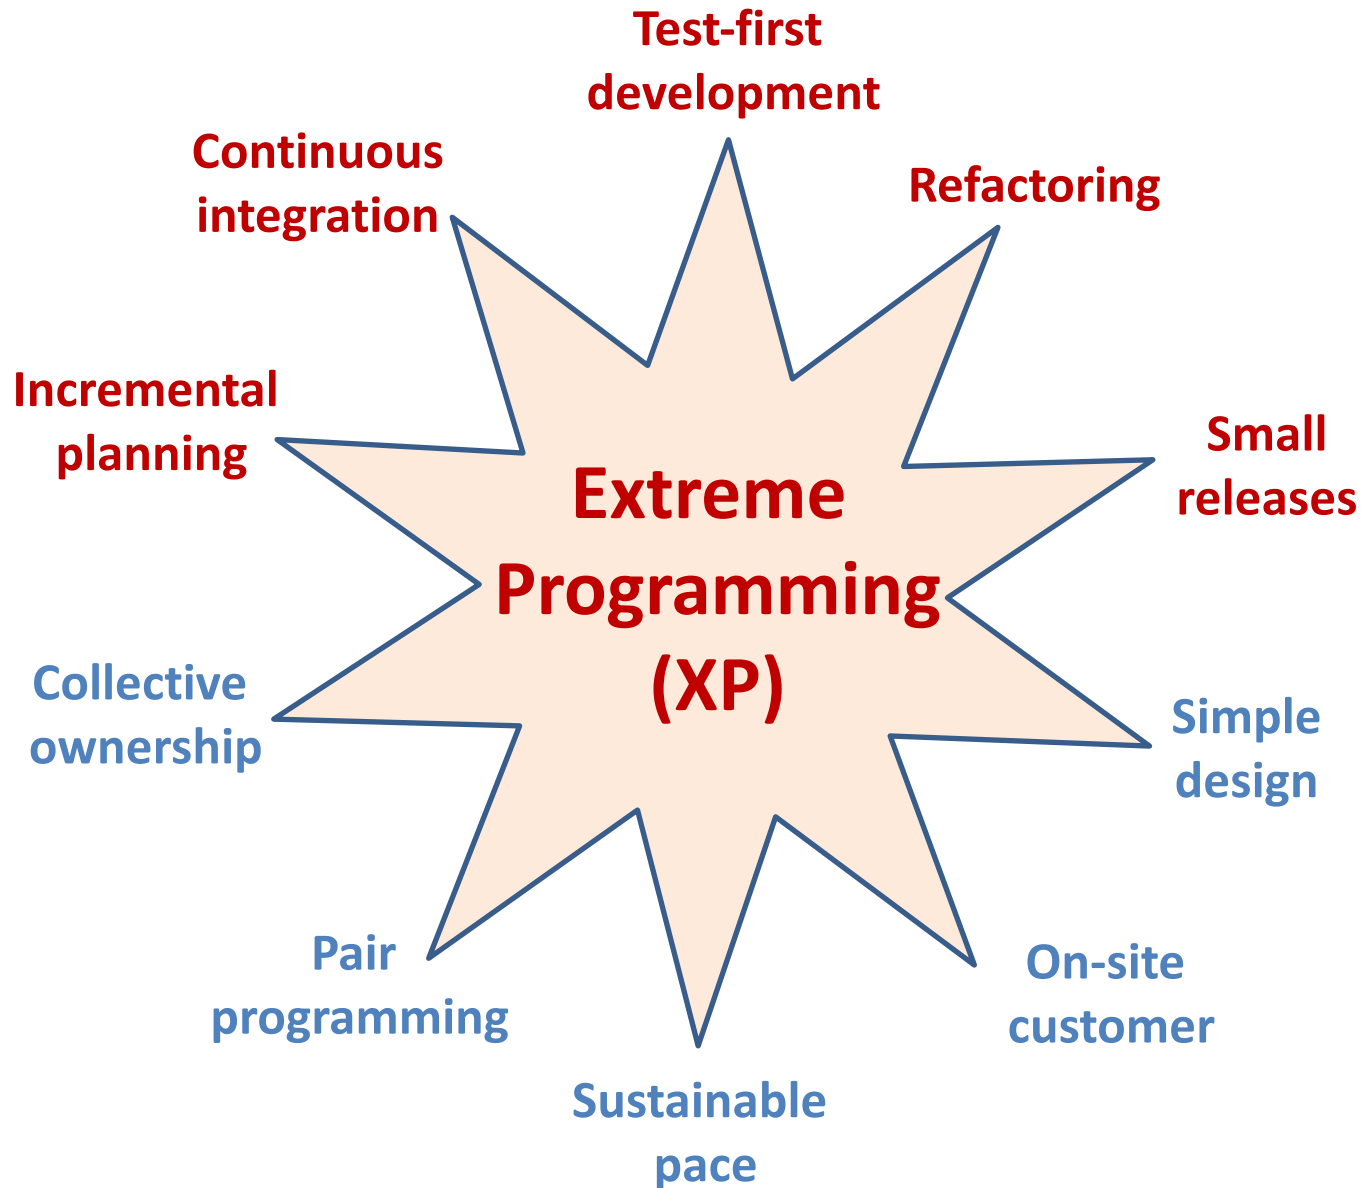 Test-first
development
Continuous
integration
Refactoring
Incremental
planning
Small
releases
Extreme
Programming
(XP)
Collective
ownership
Simple
design
Pair
programming
On-site
customer
Sustainable
pace